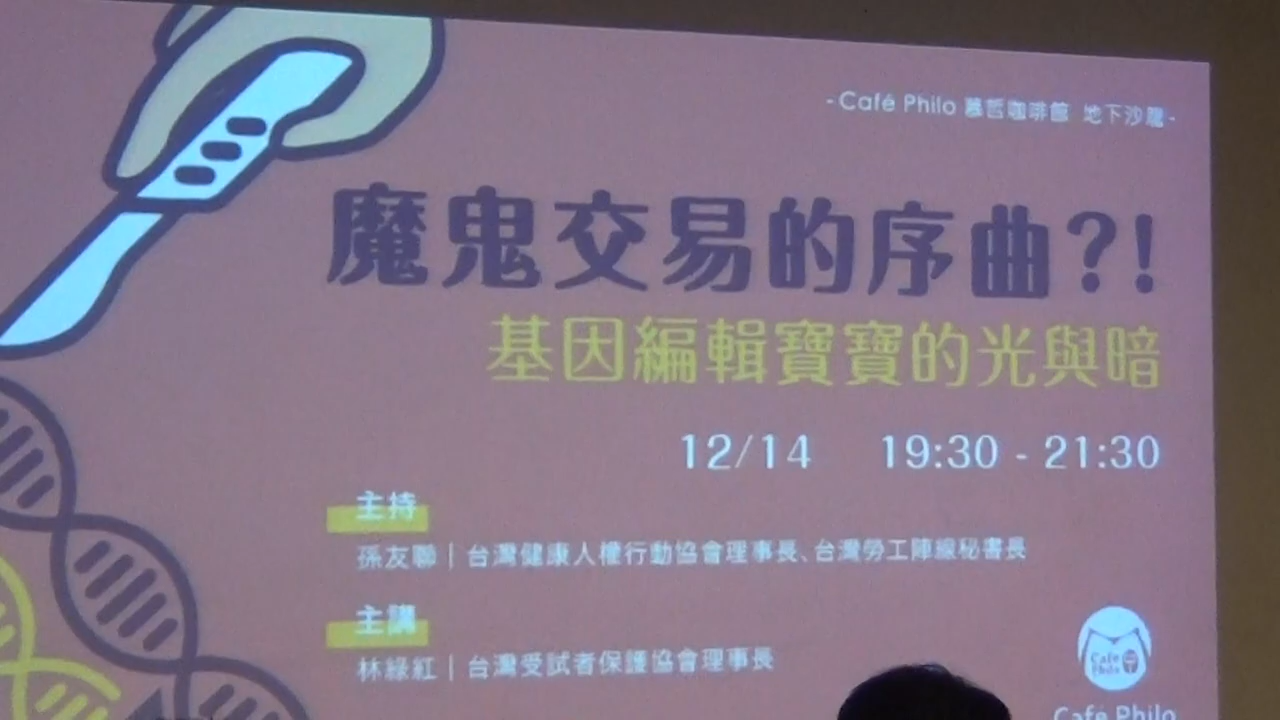 -Café Philo 慕哲咖啡館 地下沙龍-
魔鬼交易的序曲?!
基因編輯寶寶的光與暗
12/14 19:30 - 21:30
主持
孫友聯|台灣健康人權行動協會理事長、台灣勞工陣線秘書長
主講
林綠紅|台灣受試者保護協會理事長
Café
Philo
Café Philo